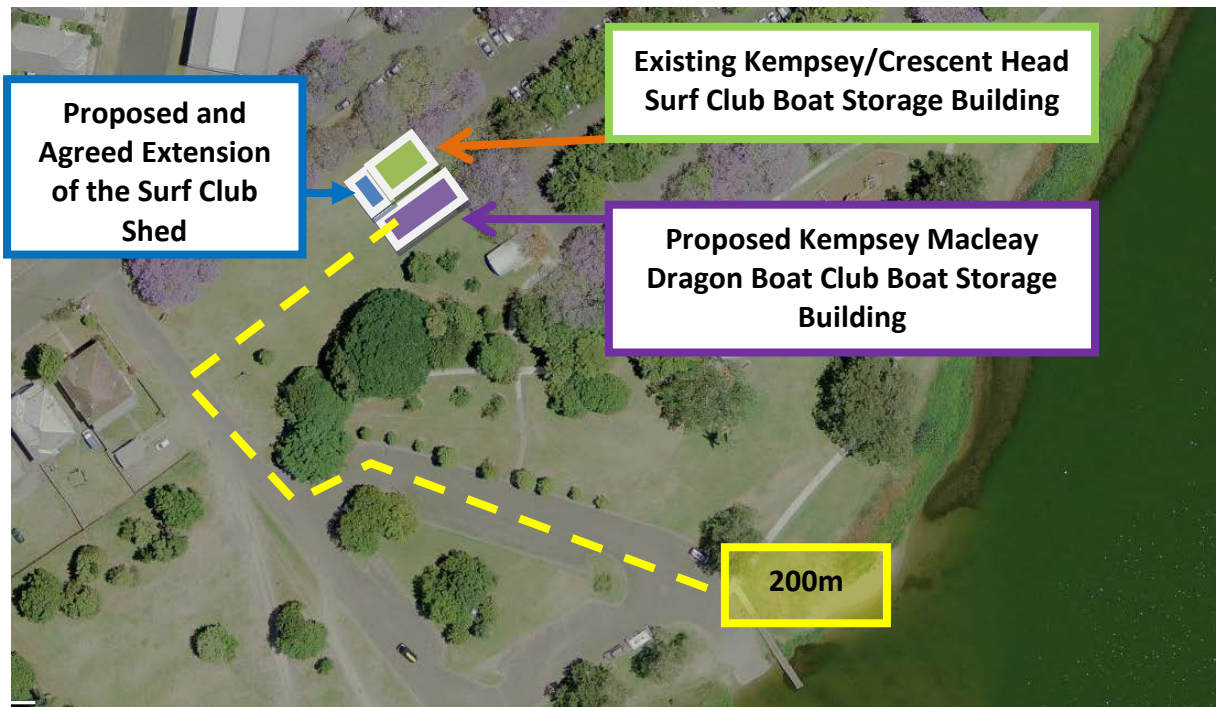 Existing Kempsey/Crescent Head
Surf Club Boat Storage Building
Proposed and
Agreed Extension
of the Surf Club
Shed
Proposed Kempsey Macleay
Dragon Boat Club Boat Storage
Building
200m